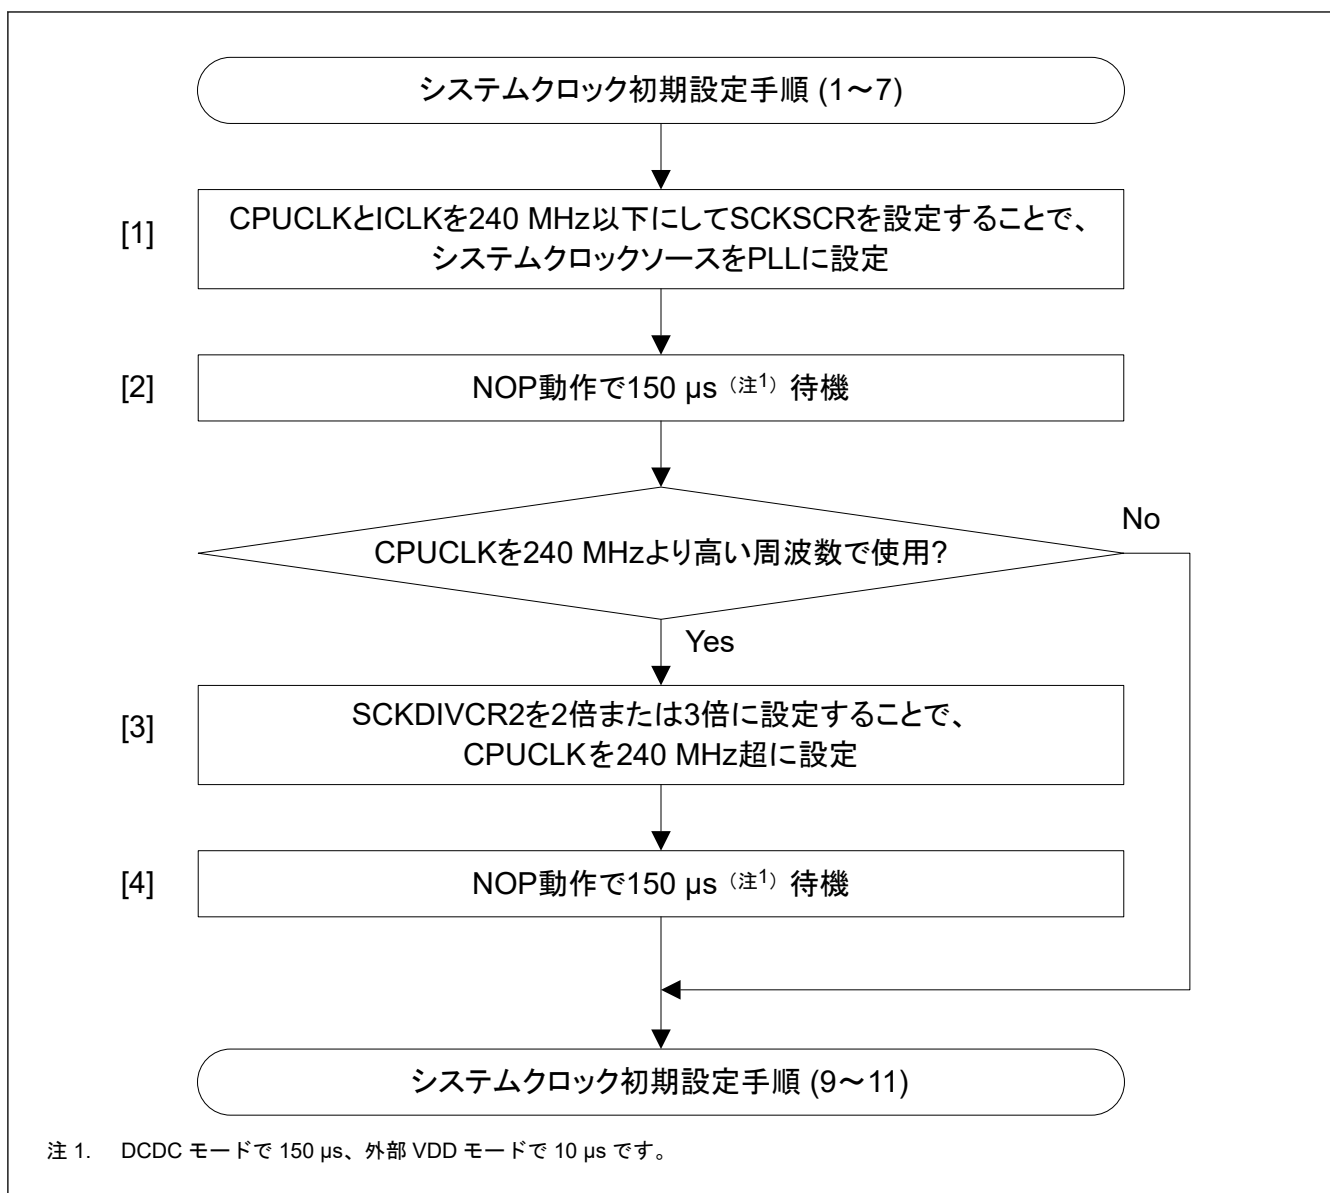 システムクロック初期設定手順 (1～7)
[1]
CPUCLKとICLKを240 MHz以下にしてSCKSCRを設定することで、
システムクロックソースをPLLに設定
[2]
NOP動作で150 µs（注1）待機
CPUCLKを240 MHzより高い周波数で使用?
No
Yes
[3]
SCKDIVCR2を2倍または3倍に設定することで、
CPUCLKを240 MHz超に設定
[4]
NOP動作で150 µs（注1）待機
システムクロック初期設定手順 (9～11)
注 1. DCDC モードで 150 µs、外部 VDD モードで 10 µs です。